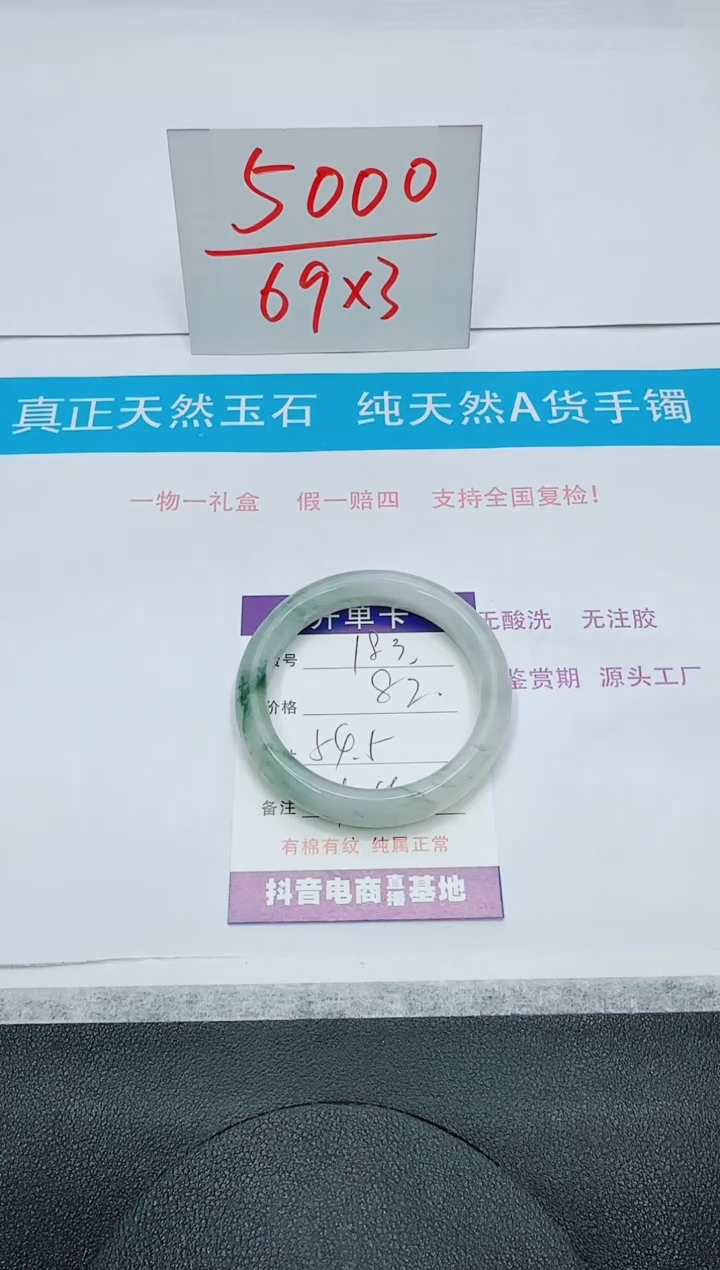 5000
69×3
真正天然玉石 纯天然A货手镯
一物一礼盒 假一赔四 支持全国复检!
开单卡
无酸洗 无注胶
号 183.
鉴赏期 源头工厂
价格 82.
54.5
备注
有棉有纹 纯属正常
抖音电商直播基地